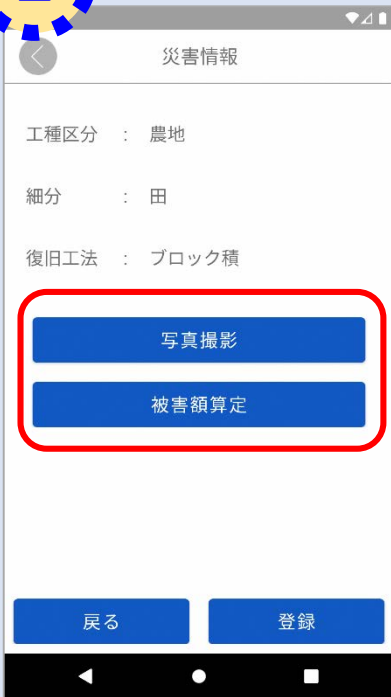 災害情報
工種区分 : 農地
細分 : 田
復旧工法 : ブロック積
写真撮影
被害額算定
戻る 登録